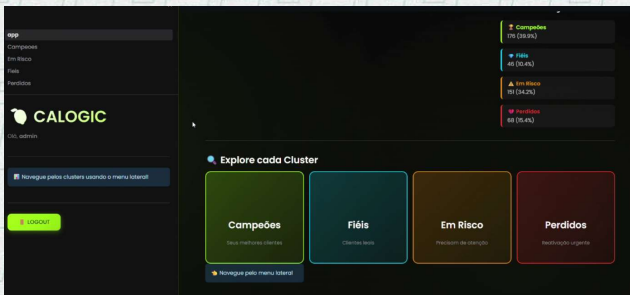 app
Campeoes
Em Risco
Fieis
Perdidos
CALOGIC
Olá, admin
Navegue pelos clusters usando o menu lateral!
LOGOUT
Campeões
176 (39.9%)
Fiéis
46 (10.4%)
Em Risco
151 (34.2%)
Perdidos
68 (15.4%)
Explore cada Cluster
Campeões
Seus melhores clientes
Fiéis
Clientes leais
Em Risco
Precisam de atenção
Perdidos
Reativação urgente
Navegue pelo menu lateral